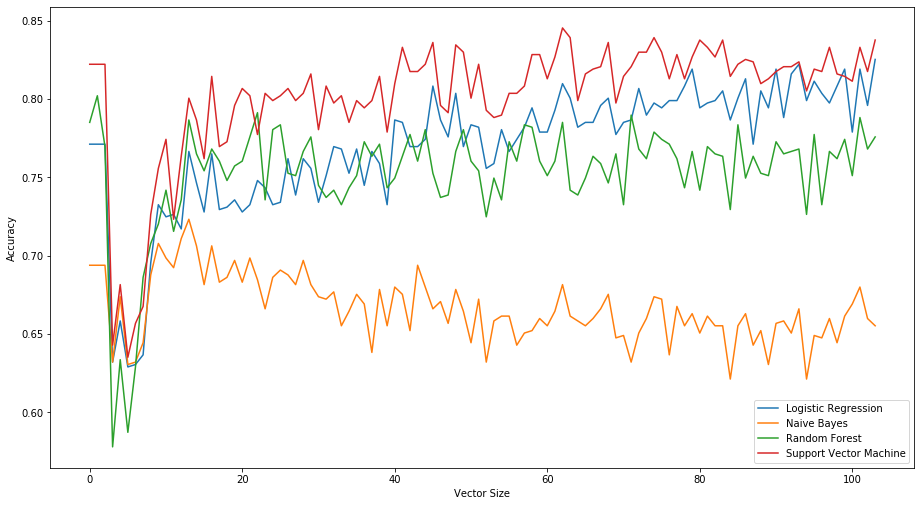 0.85
0.80
0.75
0.70
0.65
0.60
Accuracy
0
20
40
60
80
100
Vector Size
Logistic Regression
Naive Bayes
Random Forest
Support Vector Machine